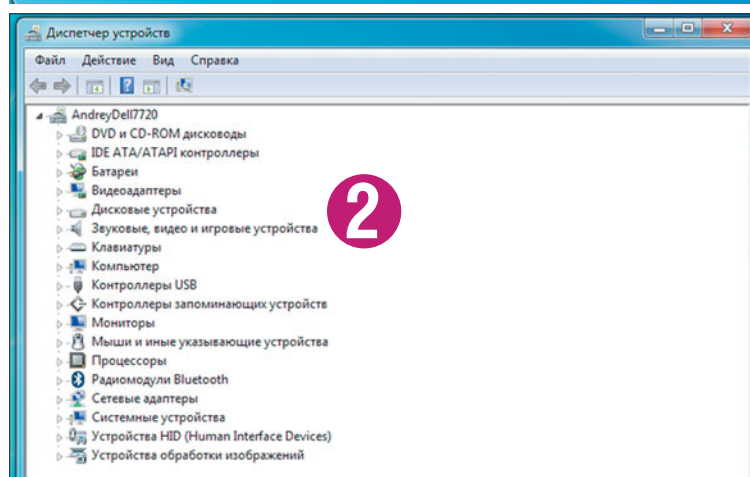 Диспетчер устройств
Файл Действие Вид Справка
AndreyDell7720
DVD и CD-ROM дисководы
IDE ATA/ATAPI контроллеры
Батареи
Видеоадаптеры
Дисковые устройства
Звуковые, видео и игровые устройства
2
Клавиатуры
Компьютер
Контроллеры USB
Контроллеры запоминающих устройств
Мониторы
Мыши и иные указывающие устройства
Процессоры
Радиомодули Bluetooth
Сетевые адаптеры
Системные устройства
Устройства HID (Human Interface Devices)
Устройства обработки изображений